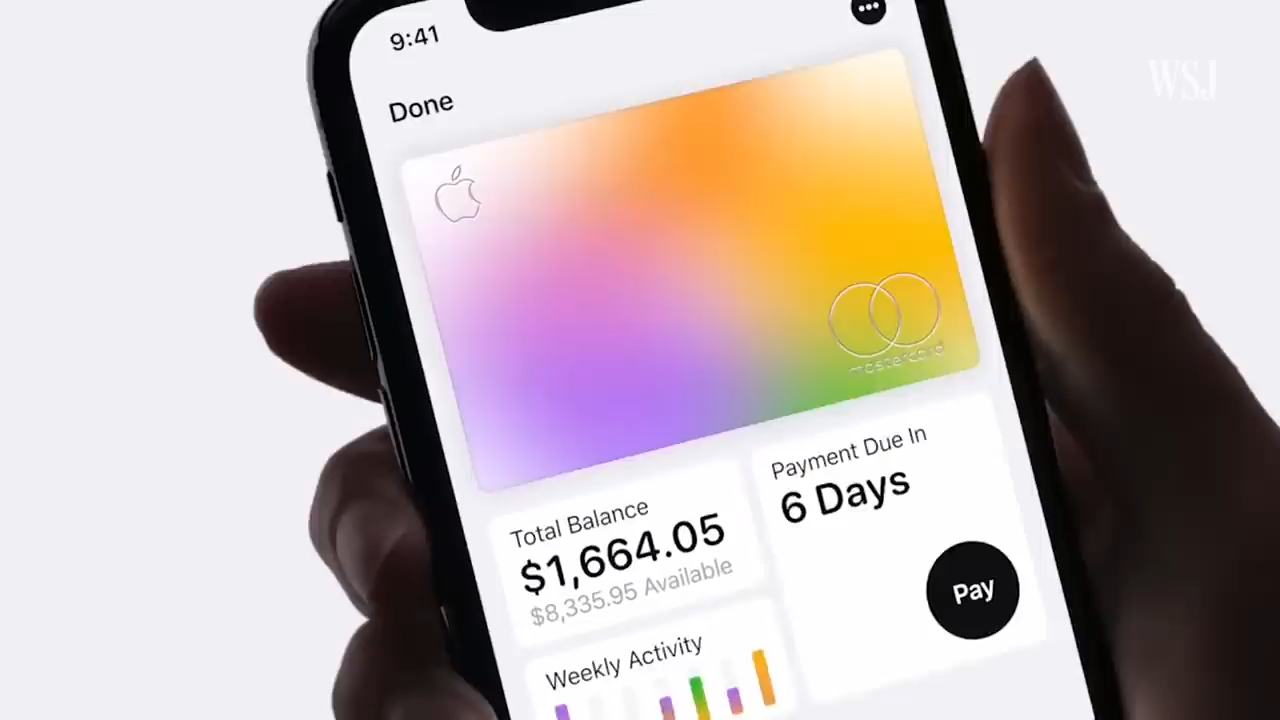 9:41
WSJ
Done
mastercard
Total Balance
$1,664.05
$8,335.95 Available
Payment Due In
6 Days
Pay
Weekly Activity